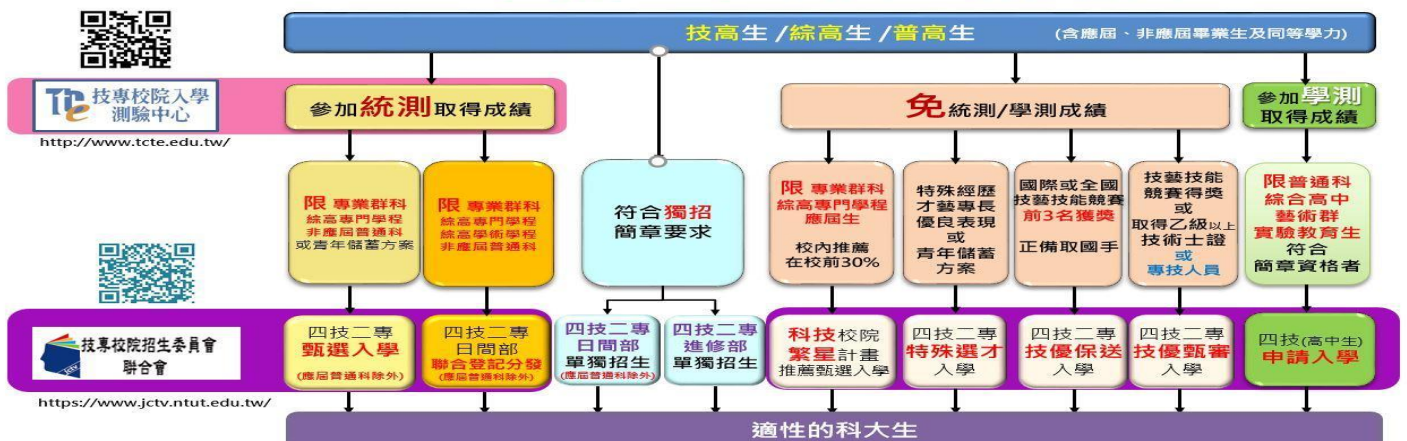 技高生 /綜高生 /普高生 (含應屆、非應屆畢業生及同等學力)
技專校院入學
測驗中心
http://www.tcte.edu.tw/
參加統測取得成績
免統測/學測成績
參加學測
取得成績
限 專業群科
綜高專門學程
非應屆普通科
或青年儲蓄方案
限 專業群科
綜高專門學程
綜高學術學程
非應屆普通科
符合獨招
簡章要求
限 專業群科
綜高專門學程
應屆生
校內推薦
在校前30%
特殊經歷
才藝專長
優良表現
或
青年儲蓄
方案
國際或全國
技藝技能競賽
前3名獲獎
正備取國手
技藝技能
競賽得獎
或
取得乙級以上
技術士證
或
專技人員
限普通科
綜合高中
藝術群
實驗教育生
符合
簡章資格者
技專校院招生委員會
聯合會
https://www.jctv.ntut.edu.tw/
四技二專
甄選入學
(應屆普通科除外)
四技二專
日間部
聯合登記分發
(應屆普通科除外)
四技二專
日間部
單獨招生
(應屆普通科除外)
四技二專
進修部
單獨招生
科技校院
繁星計畫
推薦甄選入學
四技二專
特殊選才
入學
四技二專
技優保送
入學
四技二專
技優甄審
入學
四技(高中生)
申請入學
適性的科大生